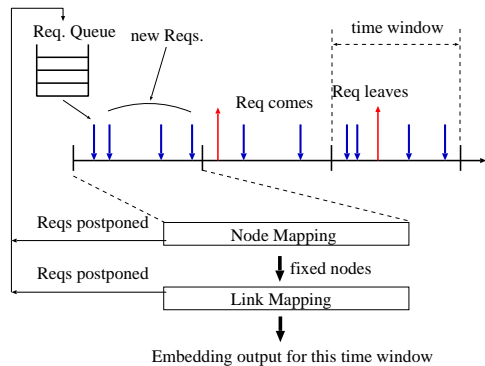 Req. Queue
new Reqs.
time window
Req comes
Req leaves
Reqs postponed
Node Mapping
fixed nodes
Reqs postponed
Link Mapping
Embedding output for this time window